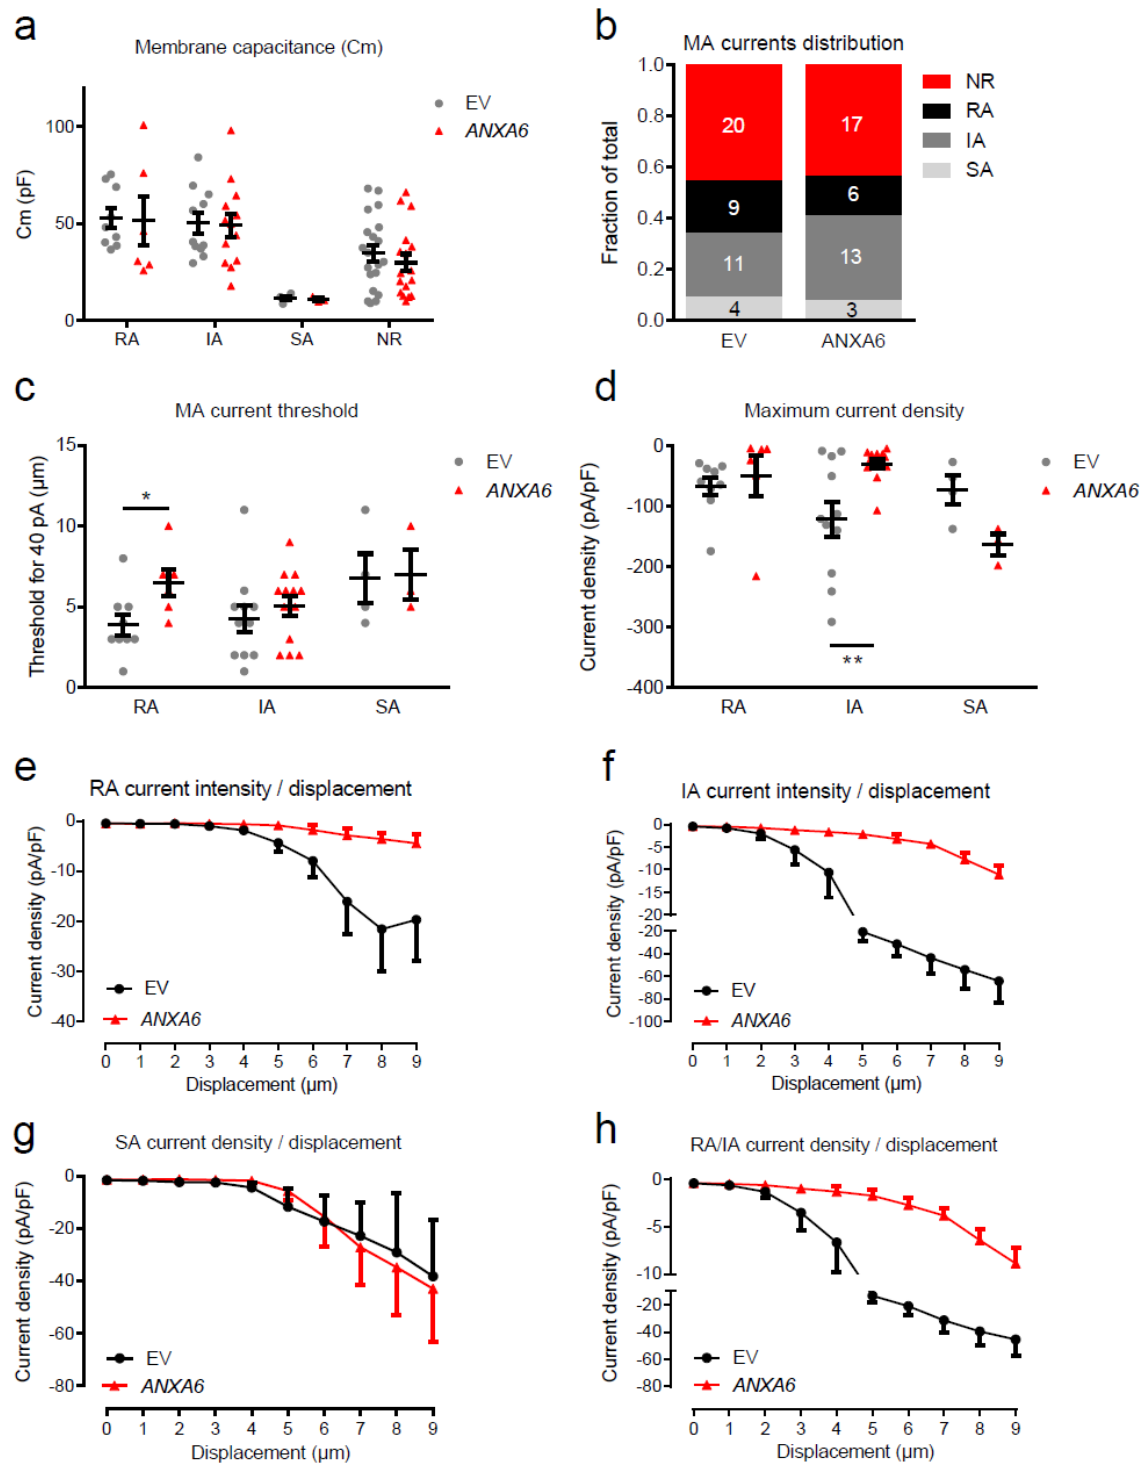 a
Membrane capacitance (Cm)
EV
ANXA6
Cm (pF)
100
50
0
RA IA SA NR
b
MA currents distribution
Fraction of total
1.0
0.8
0.6
0.4
0.2
0.0
20
9
11
4
17
6
13
3
EV ANXA6
NR
RA
IA
SA
c
MA current threshold
Threshold for 40 pA (µm)
15
10
5
0
*
EV
ANXA6
RA IA SA
d
Maximum current density
Current density (pA/pF)
0
-100
-200
-300
-400
**
EV
ANXA6
RA IA SA
e
RA current intensity / displacement
Current density (pA/pF)
0
-10
-20
-30
-40
EV
ANXA6
0 1 2 3 4 5 6 7 8 9
Displacement (µm)
f
IA current intensity / displacement
Current density (pA/pF)
0
-5
-10
-15
-20
-20
-40
-60
-80
-100
EV
ANXA6
0 1 2 3 4 5 6 7 8 9
Displacement (µm)
g
SA current density / displacement
Current density (pA/pF)
0
-20
-40
-60
-80
EV
ANXA6
0 1 2 3 4 5 6 7 8 9
Displacement (µm)
h
RA/IA current density / displacement
Current density (pA/pF)
0
-5
-10
-20
-40
-60
-80
EV
ANXA6
0 1 2 3 4 5 6 7 8 9
Displacement (µm)